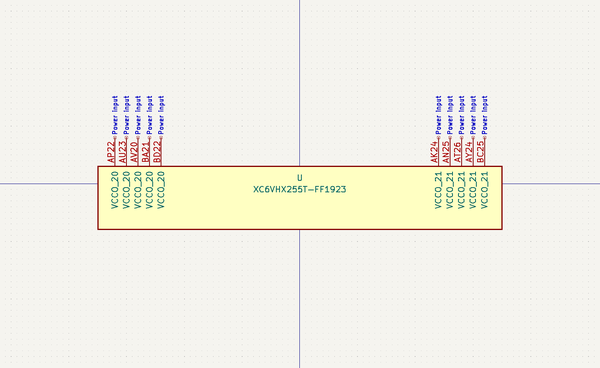 Power Input
Power Input
Power Input
Power Input
Power Input
Power Input
Power Input
Power Input
Power Input
Power Input
AP22
AU23
AV20
BA21
BD22
AK24
AN25
AT26
AY24
BC25
VCCO_20
VCCO_20
VCCO_20
VCCO_20
VCCO_20
U
XC6VHX255T-FF1923
VCCO_21
VCCO_21
VCCO_21
VCCO_21
VCCO_21